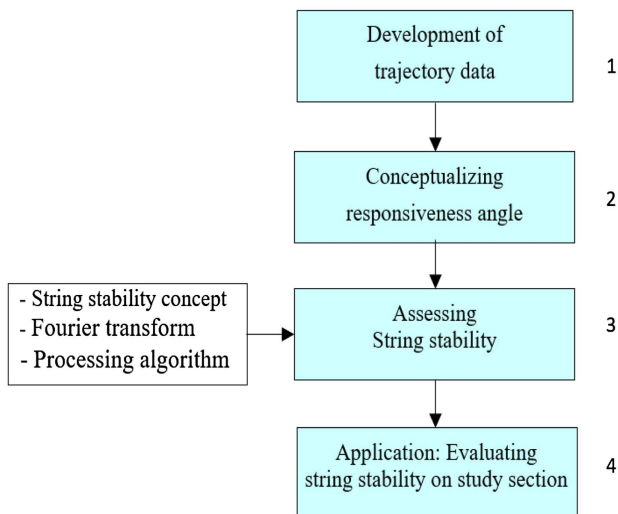 Development of
trajectory data
1
Conceptualizing
responsiveness angle
2
- String stability concept
- Fourier transform
- Processing algorithm
Assessing
String stability
3
Application: Evaluating
string stability on study section
4